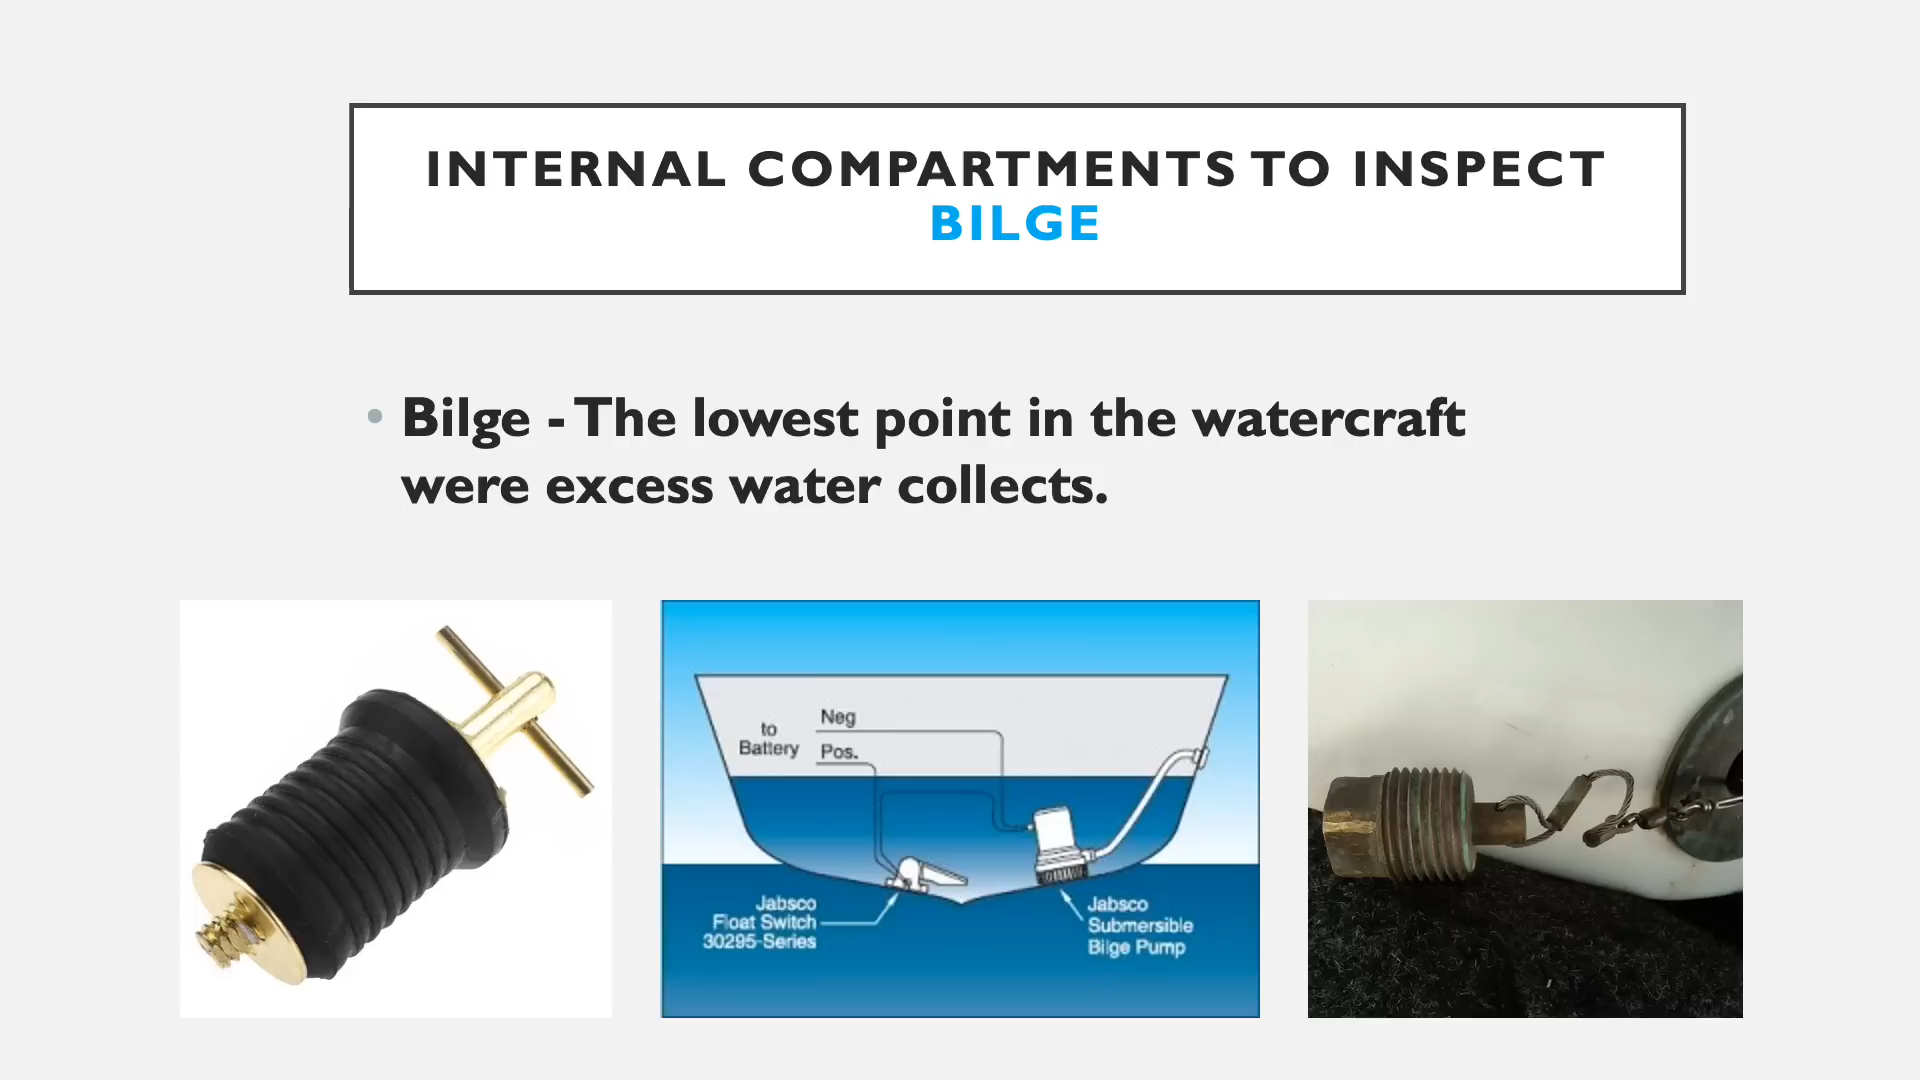 INTERNAL COMPARTMENTS TO INSPECT
BILGE
• Bilge - The lowest point in the watercraft
were excess water collects.
Neg
to
Battery
Pos.
Jabsco
Float Switch
30295-Series
Jabsco
Submersible
Bilge Pump